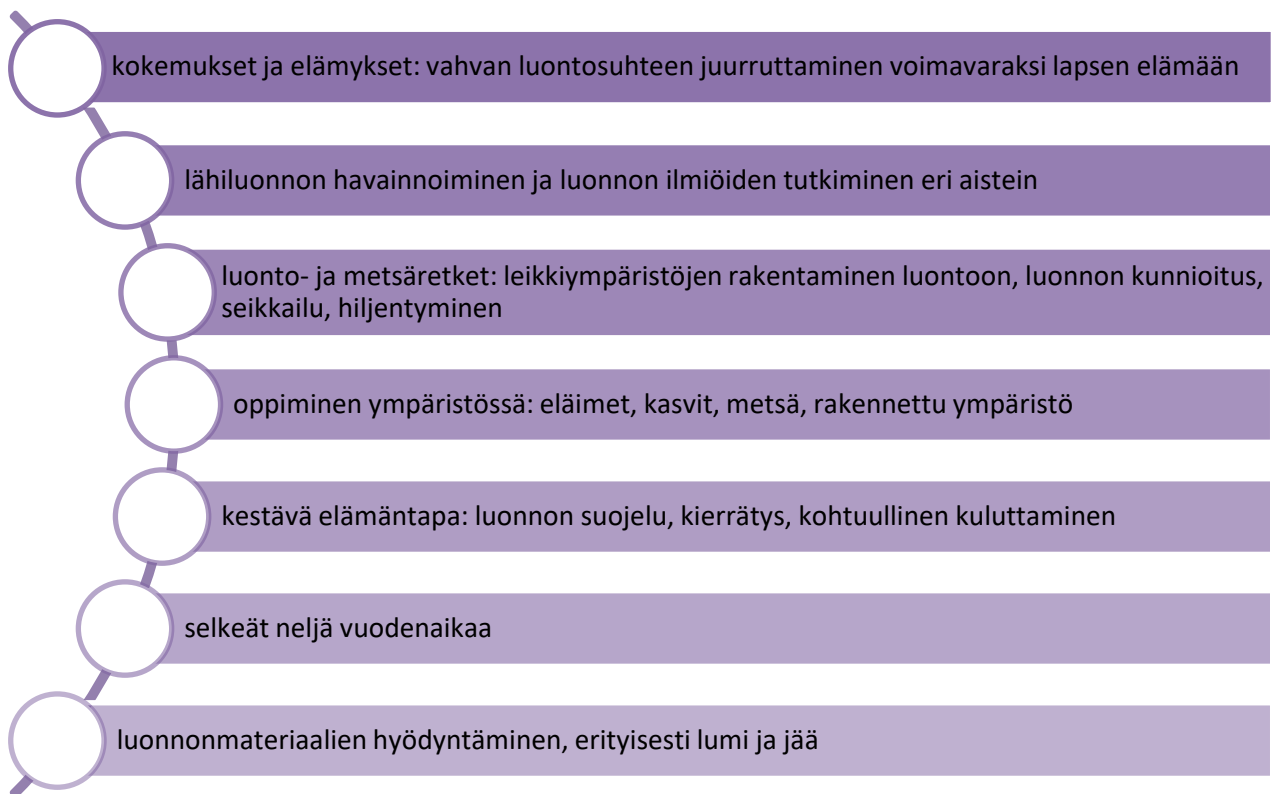 kokemukset ja elämykset: vahvan luontosuhteen juurruttaminen voimavaraksi lapsen elämään
lähiluonnon havainnoiminen ja luonnon ilmiöiden tutkiminen eri aistein
luonto- ja metsäretket: leikkiympäristöjen rakentaminen luontoon, luonnon kunnioitus,
seikkailu, hiljentyminen
oppiminen ympäristössä: eläimet, kasvit, metsä, rakennettu ympäristö
kestävä elämäntapa: luonnon suojelu, kierrätys, kohtuullinen kuluttaminen
selkeät neljä vuodenaikaa
luonnonmateriaalien hyödyntäminen, erityisesti lumi ja jää